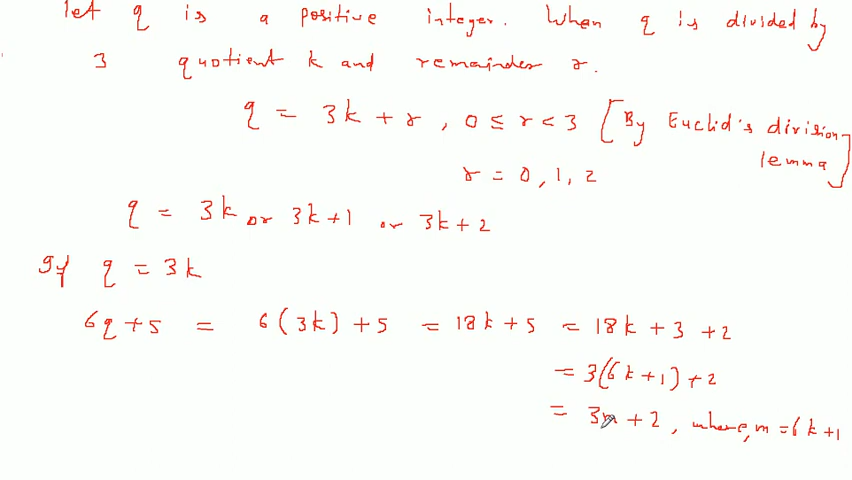 let q is a positive integer. When q is divided by
3 quotient k and remainder r.
q = 3k + r, 0 ≤ r < 3 [By Euclid's division
lemma]
r = 0, 1, 2
q = 3k or 3k+1 or 3k+2
If q = 3k
6q+5 = 6(3k)+5 = 18k+5 = 18k+3+2
= 3(6k+1)+2
= 3m+2, where, m = 6k+1